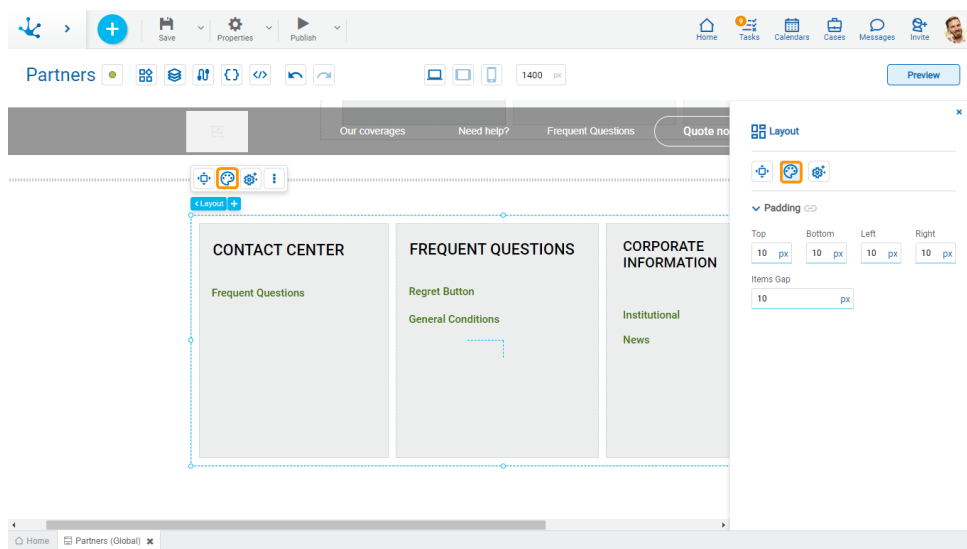 Save
Properties
Publish
Home
9
Tasks
Calendars
Cases
Messages
Invite
Partners
1400 px
Preview
Our coverages
Need help?
Frequent Questions
Quote no
Layout
CONTACT CENTER
Frequent Questions
FREQUENT QUESTIONS
Regret Button
General Conditions
CORPORATE
INFORMATION
Institutional
News
Layout
Padding
Top Bottom Left Right
10 px 10 px 10 px 10 px
Items Gap
10 px
Home
Partners (Global)